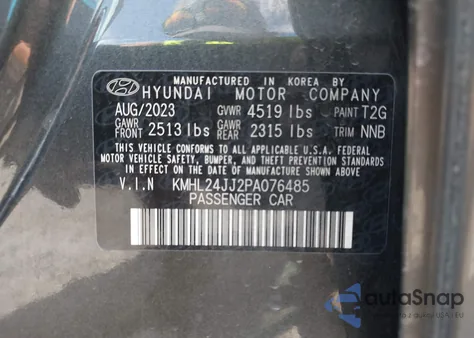 MANUFACTURED IN KOREA BY
HYUNDAI MOTOR COMPANY
AUG/2023 GVWR 4519 lbs PAINT T2G
GAWR FRONT 2513 lbs GAWR REAR 2315 lbs TRIM NNB
THIS VEHICLE CONFORMS TO ALL APPLICABLE U.S.A. FEDERAL
MOTOR VEHICLE SAFETY, BUMPER, AND THEFT PREVENTION STANDARDS
IN EFFECT ON THE DATE OF MANUFACTURE SHOWN ABOVE.
V.I.N KMHL24JJ2PA076485
PASSENGER CAR
autoSnap